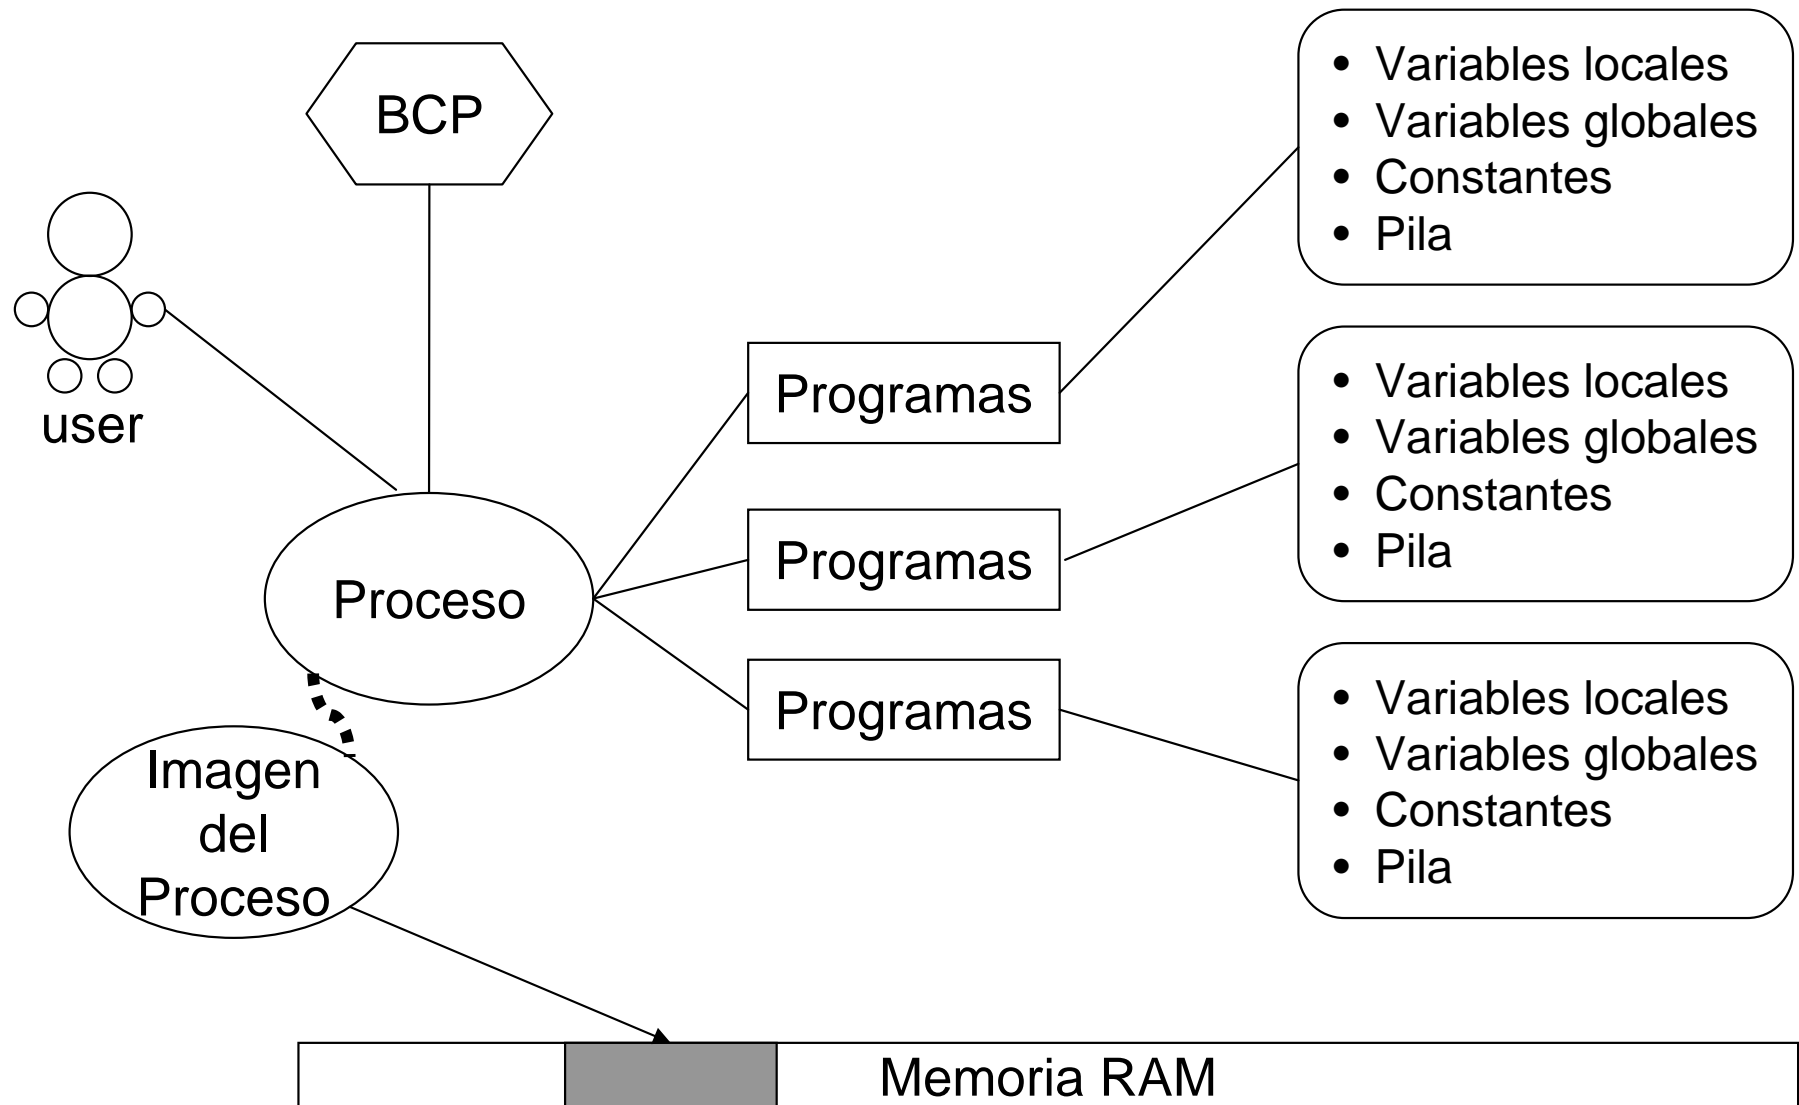 BCP
user
Proceso
Imagen
del
Proceso
Programas
Programas
Programas
• Variables locales
• Variables globales
• Constantes
• Pila
• Variables locales
• Variables globales
• Constantes
• Pila
• Variables locales
• Variables globales
• Constantes
• Pila
Memoria RAM